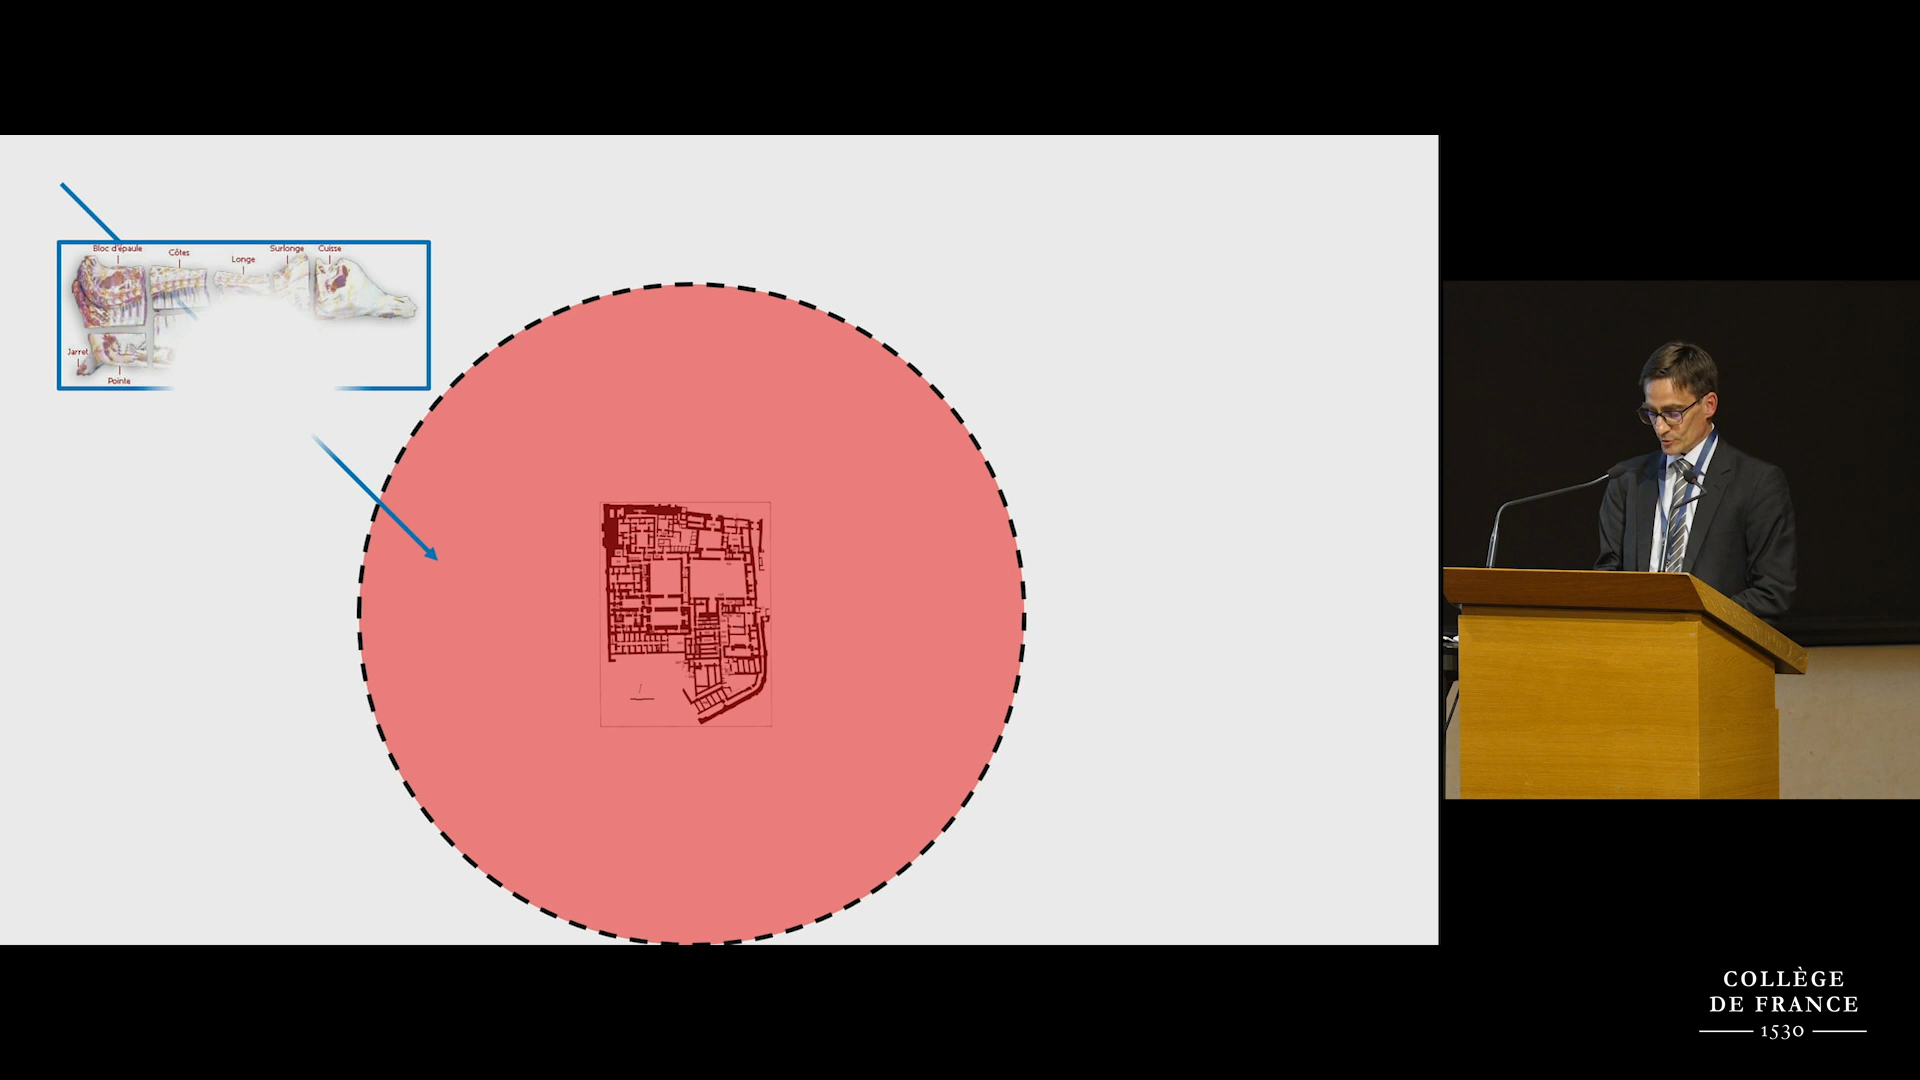 Bloc d'épaule
Côtes
Longe
Surlonge
Cuisse
Jarret
Pointe
COLLÈGE
DE FRANCE
1530